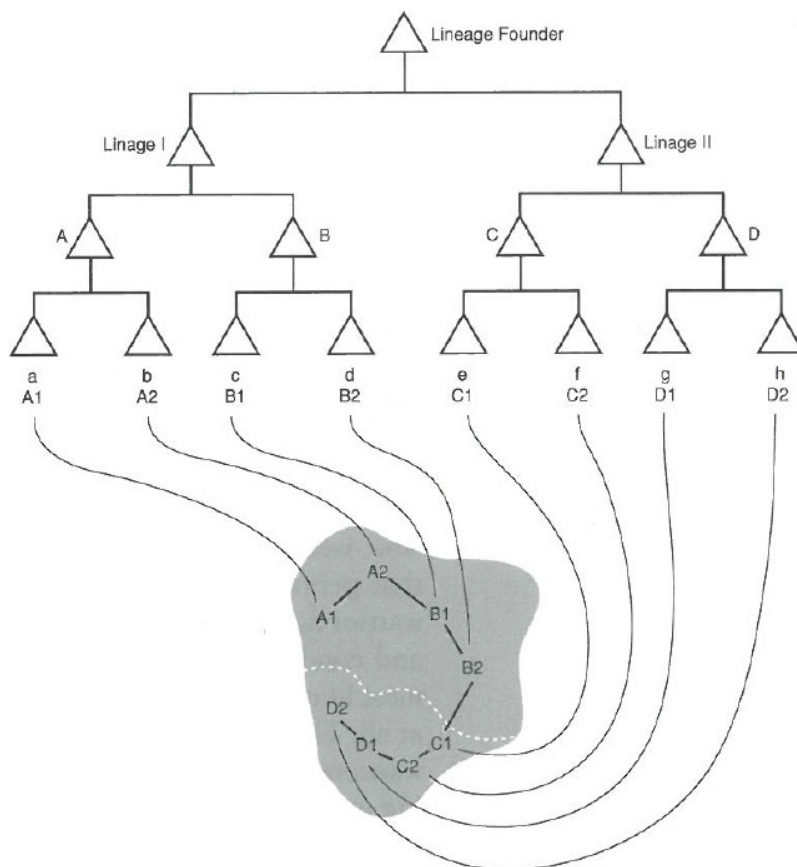 Lineage Founder
Linage I
Linage II
A
B
C
D
a
b
c
d
e
f
g
h
A1
A2
B1
B2
C1
C2
D1
D2
A2
A1
B1
B2
D2
D1
C1
C2